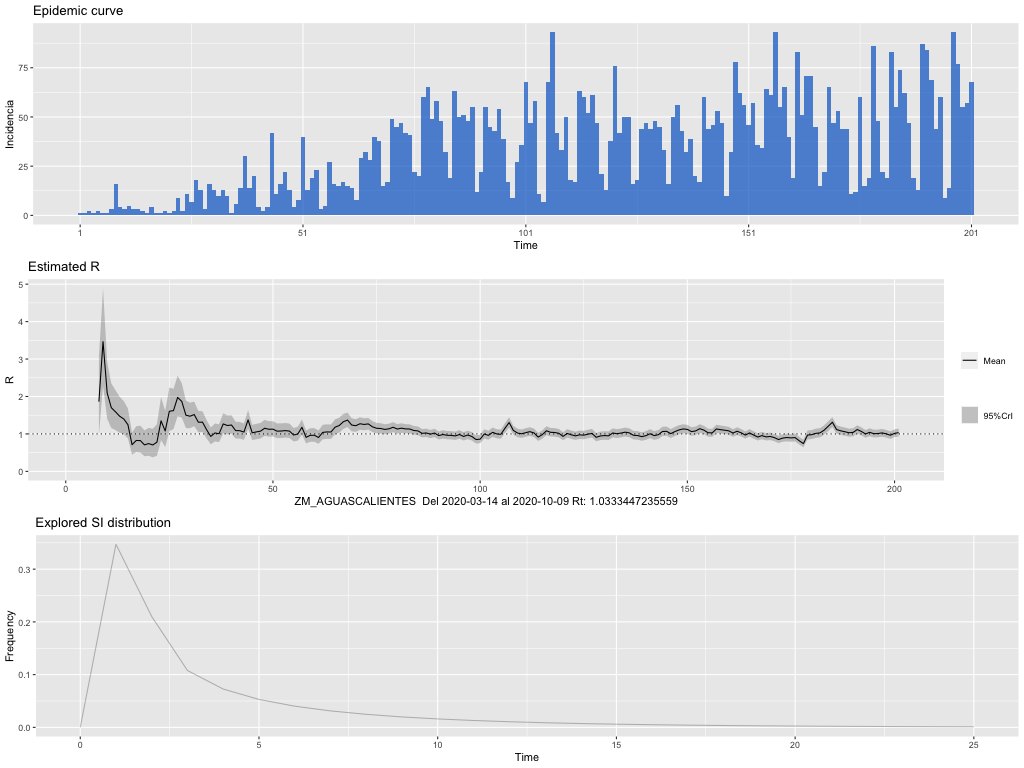 Epidemic curve
75
50
25
0
Incidencia
1 51 101 151 201
Time
Estimated R
5
4
3
2
1
0
R
Mean
95%CrI
0 50 100 150 200
ZM_AGUASCALIENTES Del 2020-03-14 al 2020-10-09 Rt: 1.0333447235559
Explored SI distribution
0.3
0.2
0.1
0.0
Frequency
0 5 10 15 20 25
Time